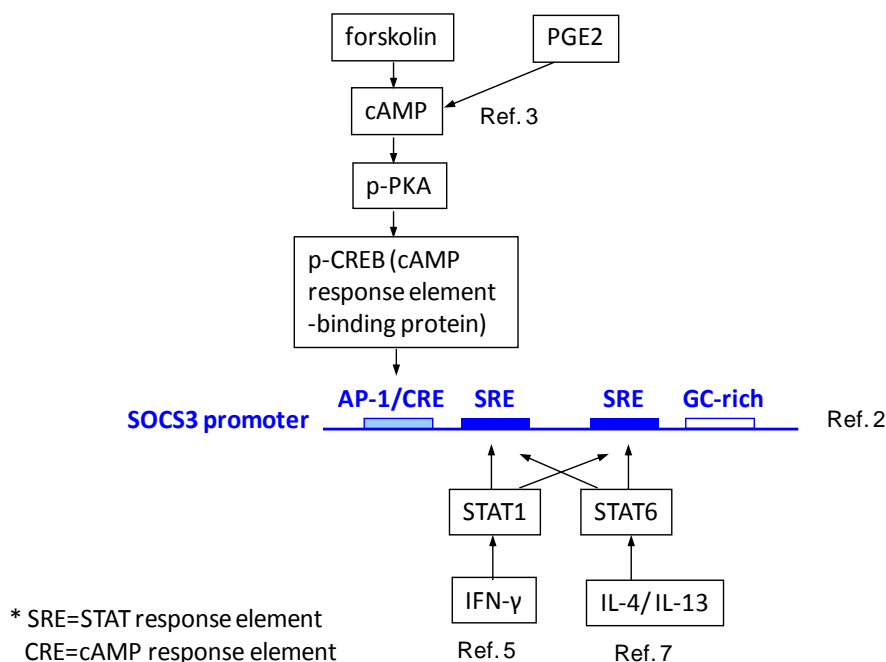 forskolin
PGE2
cAMP
Ref. 3
p-PKA
p-CREB (cAMP
response element
-binding protein)
AP-1/CRE SRE SRE GC-rich
SOCS3 promoter
Ref. 2
STAT1 STAT6
IFN-γ IL-4/ IL-13
* SRE=STAT response element
CRE=cAMP response element
Ref. 5 Ref. 7